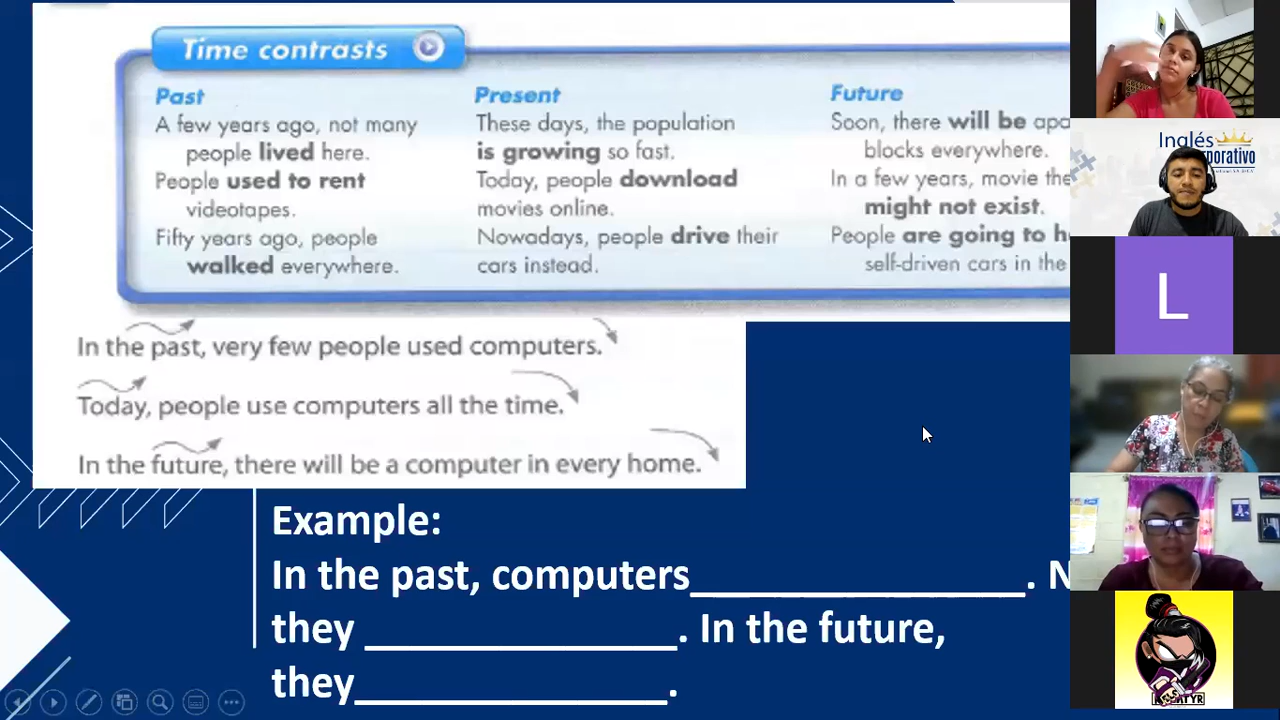 Time contrasts
Past
A few years ago, not many
people lived here.
People used to rent
videotapes.
Fifty years ago, people
walked everywhere.
Present
These days, the population
is growing so fast.
Today, people download
movies online.
Nowadays, people drive their
cars instead.
Future
Soon, there will be
blocks everywhere.
In a few years, movie
might not exist.
People are going to
self-driven cars in the
In the past, very few people used computers.
Today, people use computers all the time.
In the future, there will be a computer in every home.
Example:
In the past, computers____________. N
they ____________. In the future,
they____________.
Inglés
L